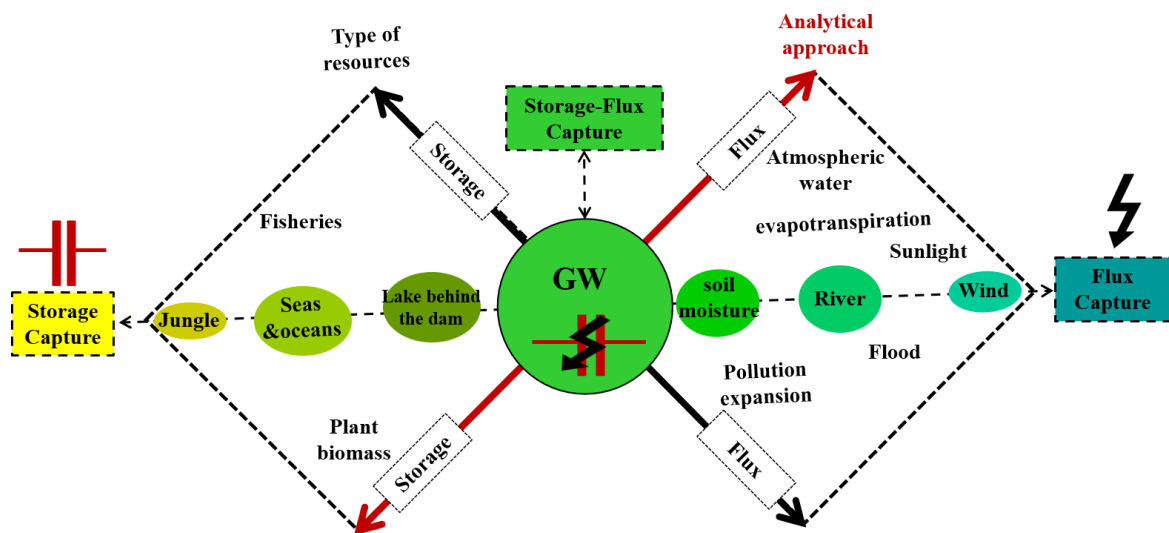 Analytical
approach
Type of
resources
Storage-Flux
Capture
Flux
Storage
Atmospheric
water
Fisheries
evapotranspiration
Sunlight
GW
Storage
Capture
Jungle
Seas
&oceans
Lake behind
the dam
soil
moisture
River
Wind
Flux
Capture
Flood
Pollution
expansion
Plant
biomass
Storage
Flux